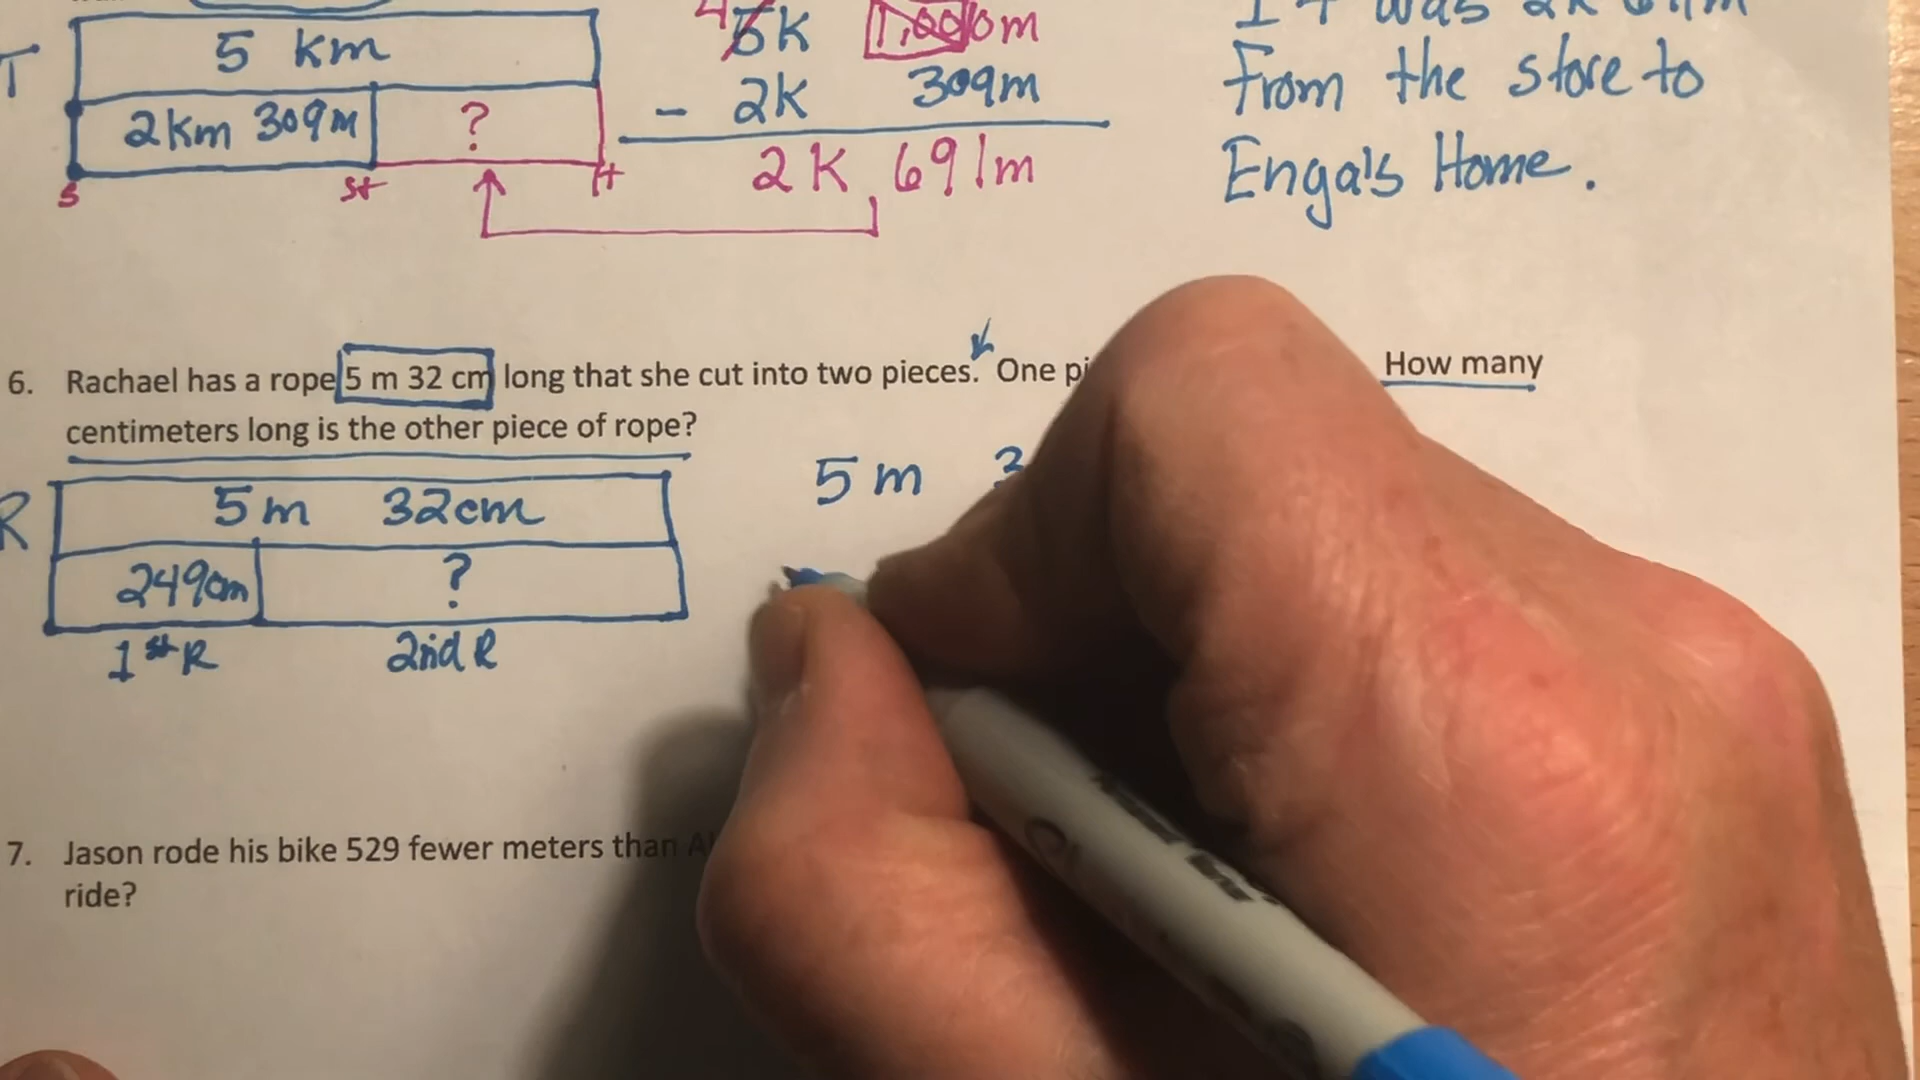 T 5 km
2km 309m ?
s st H
4 5K 1,000m
- 2K 309m
2K, 691m
From the store to
Enga's Home.
6. Rachael has a rope 5 m 32 cm long that she cut into two pieces. One How many
centimeters long is the other piece of rope?
R 5m 32cm
249cm ?
1st R 2nd R
5 m 3
7. Jason rode his bike 529 fewer meters than
ride?